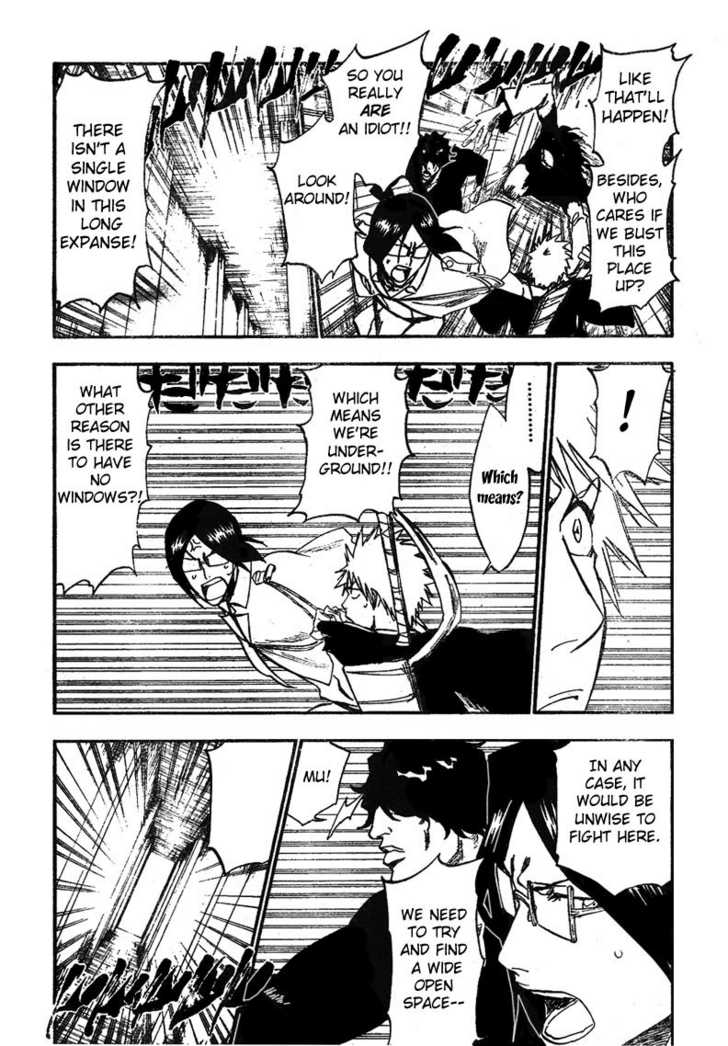 LIKE
THAT'LL
HAPPEN!
BESIDES,
WHO
CARES IF
WE BUST
THIS
PLACE
UP?
SO YOU
REALLY
ARE
AN IDIOT!!
LOOK
AROUND!
THERE
ISN'T A
SINGLE
WINDOW
IN THIS
LONG
EXPANSE!
!
.........
Which
means?
WHICH
MEANS
WE'RE
UNDER-
GROUND!!
WHAT
OTHER
REASON
IS THERE
TO HAVE
NO
WINDOWS?!
IN ANY
CASE, IT
WOULD BE
UNWISE TO
FIGHT HERE.
WE NEED
TO TRY
AND FIND
A WIDE
OPEN
SPACE--
MU!